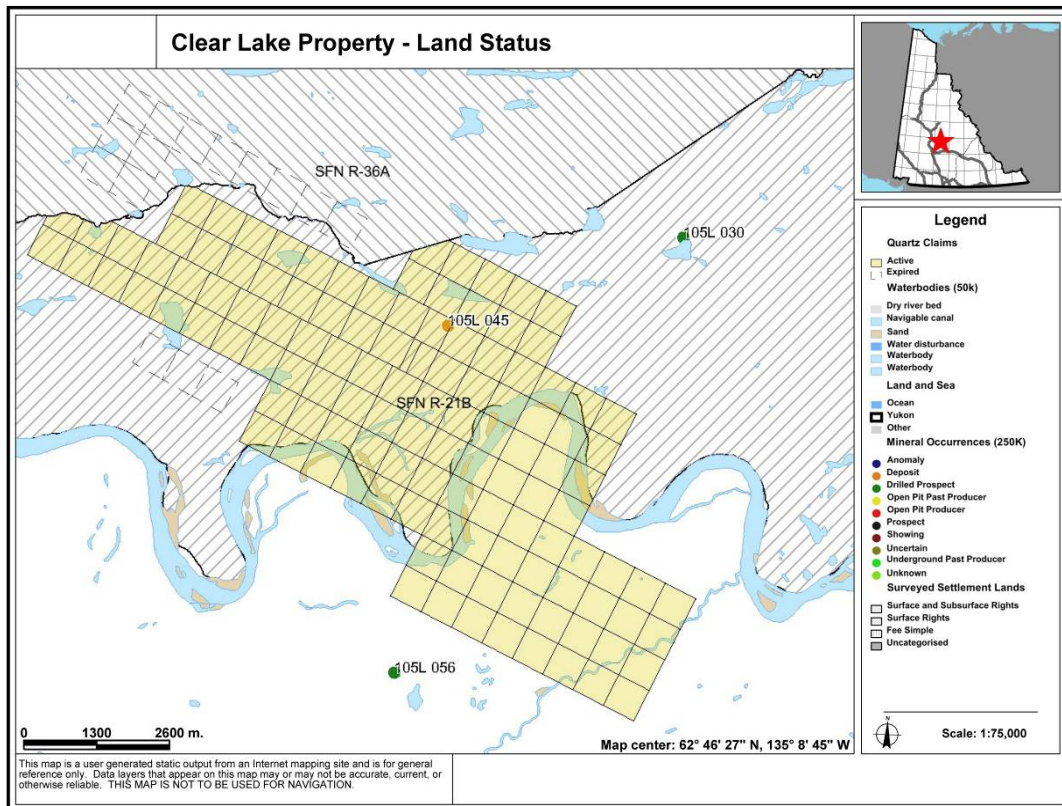 Clear Lake Property - Land Status
SFN R-36A
105L 030
105L 045
SFN R-21B
105L 056
0 1300 2600 m.
Map center: 62° 46' 27" N, 135° 8' 45" W
This map is a user generated static output from an Internet mapping site and is for general
reference only. Data layers that appear on this map may or may not be accurate, current, or
otherwise reliable. THIS MAP IS NOT TO BE USED FOR NAVIGATION.
Legend
Quartz Claims
Active
Expired
Waterbodies (50k)
Dry river bed
Navigable canal
Sand
Water disturbance
Waterbody
Waterbody
Land and Sea
Ocean
Yukon
Other
Mineral Occurrences (250K)
Anomaly
Deposit
Drilled Prospect
Open Pit Past Producer
Open Pit Producer
Prospect
Showing
Uncertain
Underground Past Producer
Unknown
Surveyed Settlement Lands
Surface and Subsurface Rights
Surface Rights
Fee Simple
Uncategorised
N
Scale: 1:75,000